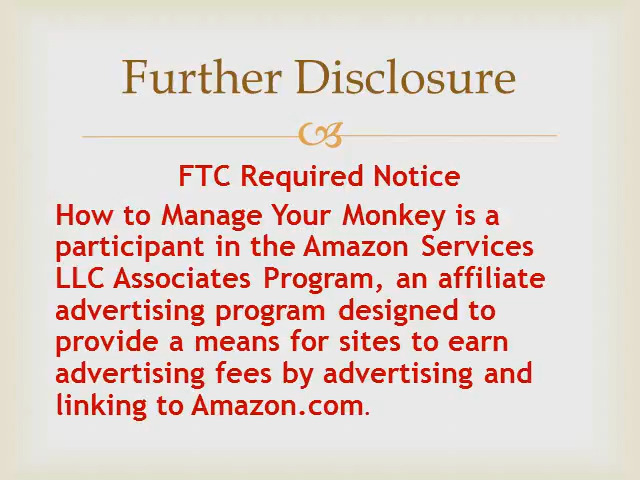 Further Disclosure
FTC Required Notice
How to Manage Your Monkey is a
participant in the Amazon Services
LLC Associates Program, an affiliate
advertising program designed to
provide a means for sites to earn
advertising fees by advertising and
linking to Amazon.com.